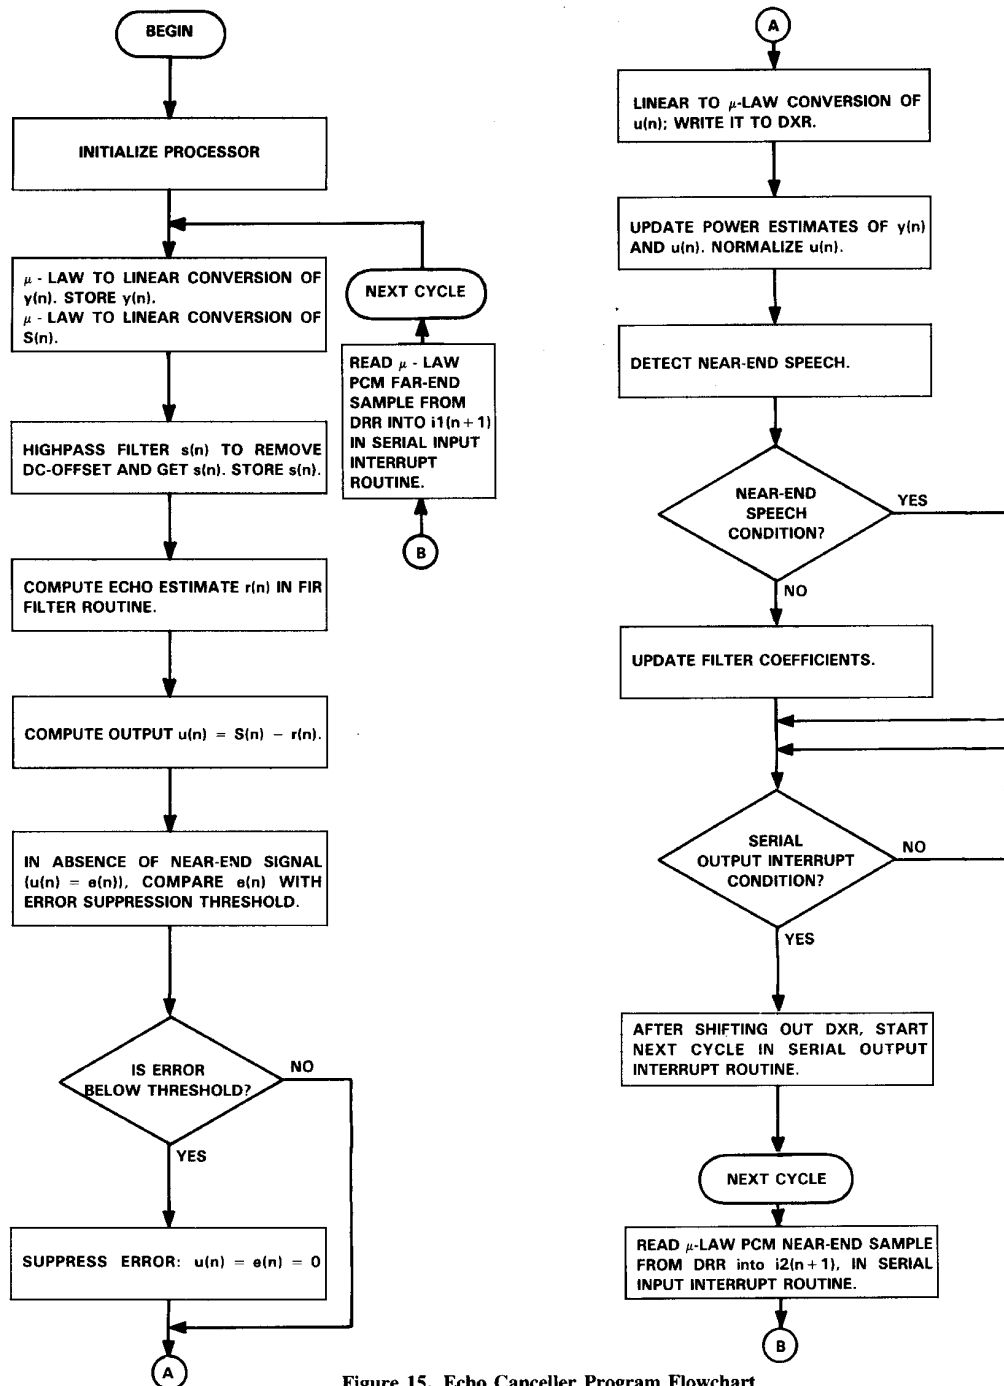 BEGIN
INITIALIZE PROCESSOR
μ - LAW TO LINEAR CONVERSION OF
y(n). STORE y(n).
μ - LAW TO LINEAR CONVERSION OF
S(n).
HIGHPASS FILTER s(n) TO REMOVE
DC-OFFSET AND GET s(n). STORE s(n).
COMPUTE ECHO ESTIMATE r(n) IN FIR
FILTER ROUTINE.
COMPUTE OUTPUT u(n) = S(n) − r(n).
IN ABSENCE OF NEAR-END SIGNAL
(u(n) = e(n)), COMPARE e(n) WITH
ERROR SUPPRESSION THRESHOLD.
IS ERROR
BELOW THRESHOLD?
NO
YES
SUPPRESS ERROR: u(n) = e(n) = 0
A
NEXT CYCLE
READ μ - LAW
PCM FAR-END
SAMPLE FROM
DRR INTO i1(n + 1)
IN SERIAL INPUT
INTERRUPT
ROUTINE.
B
A
LINEAR TO μ-LAW CONVERSION OF
u(n); WRITE IT TO DXR.
UPDATE POWER ESTIMATES OF y(n)
AND u(n). NORMALIZE u(n).
DETECT NEAR-END SPEECH.
NEAR-END
SPEECH
CONDITION?
YES
NO
UPDATE FILTER COEFFICIENTS.
SERIAL
OUTPUT INTERRUPT
CONDITION?
NO
YES
AFTER SHIFTING OUT DXR, START
NEXT CYCLE IN SERIAL OUTPUT
INTERRUPT ROUTINE.
NEXT CYCLE
READ μ-LAW PCM NEAR-END SAMPLE
FROM DRR into i2(n + 1), IN SERIAL
INPUT INTERRUPT ROUTINE.
B
Figure 15. Echo Canceller Program Flowchart